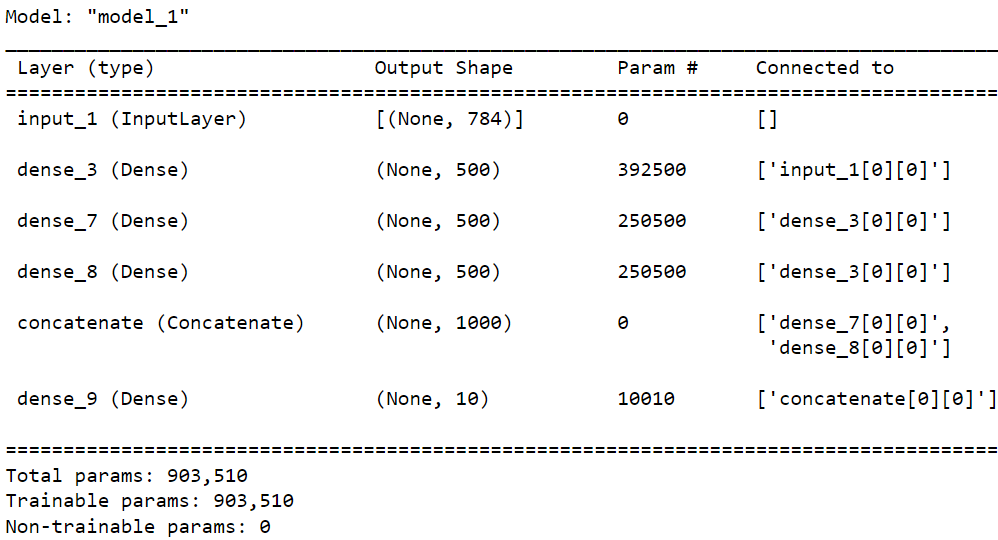 Model: "model_1"
Layer (type) Output Shape Param # Connected to
input_1 (InputLayer) [(None, 784)] 0 []
dense_3 (Dense) (None, 500) 392500 ['input_1[0][0]']
dense_7 (Dense) (None, 500) 250500 ['dense_3[0][0]']
dense_8 (Dense) (None, 500) 250500 ['dense_3[0][0]']
concatenate (Concatenate) (None, 1000) 0 ['dense_7[0][0]',
'dense_8[0][0]']
dense_9 (Dense) (None, 10) 10010 ['concatenate[0][0]']
Total params: 903,510
Trainable params: 903,510
Non-trainable params: 0